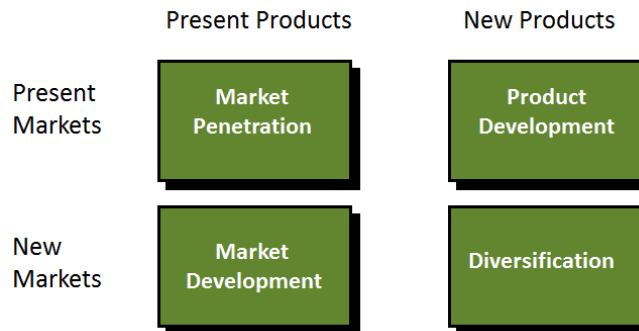 Present Products
New Products
Present
Markets
Market
Penetration
Product
Development
New
Markets
Market
Development
Diversification